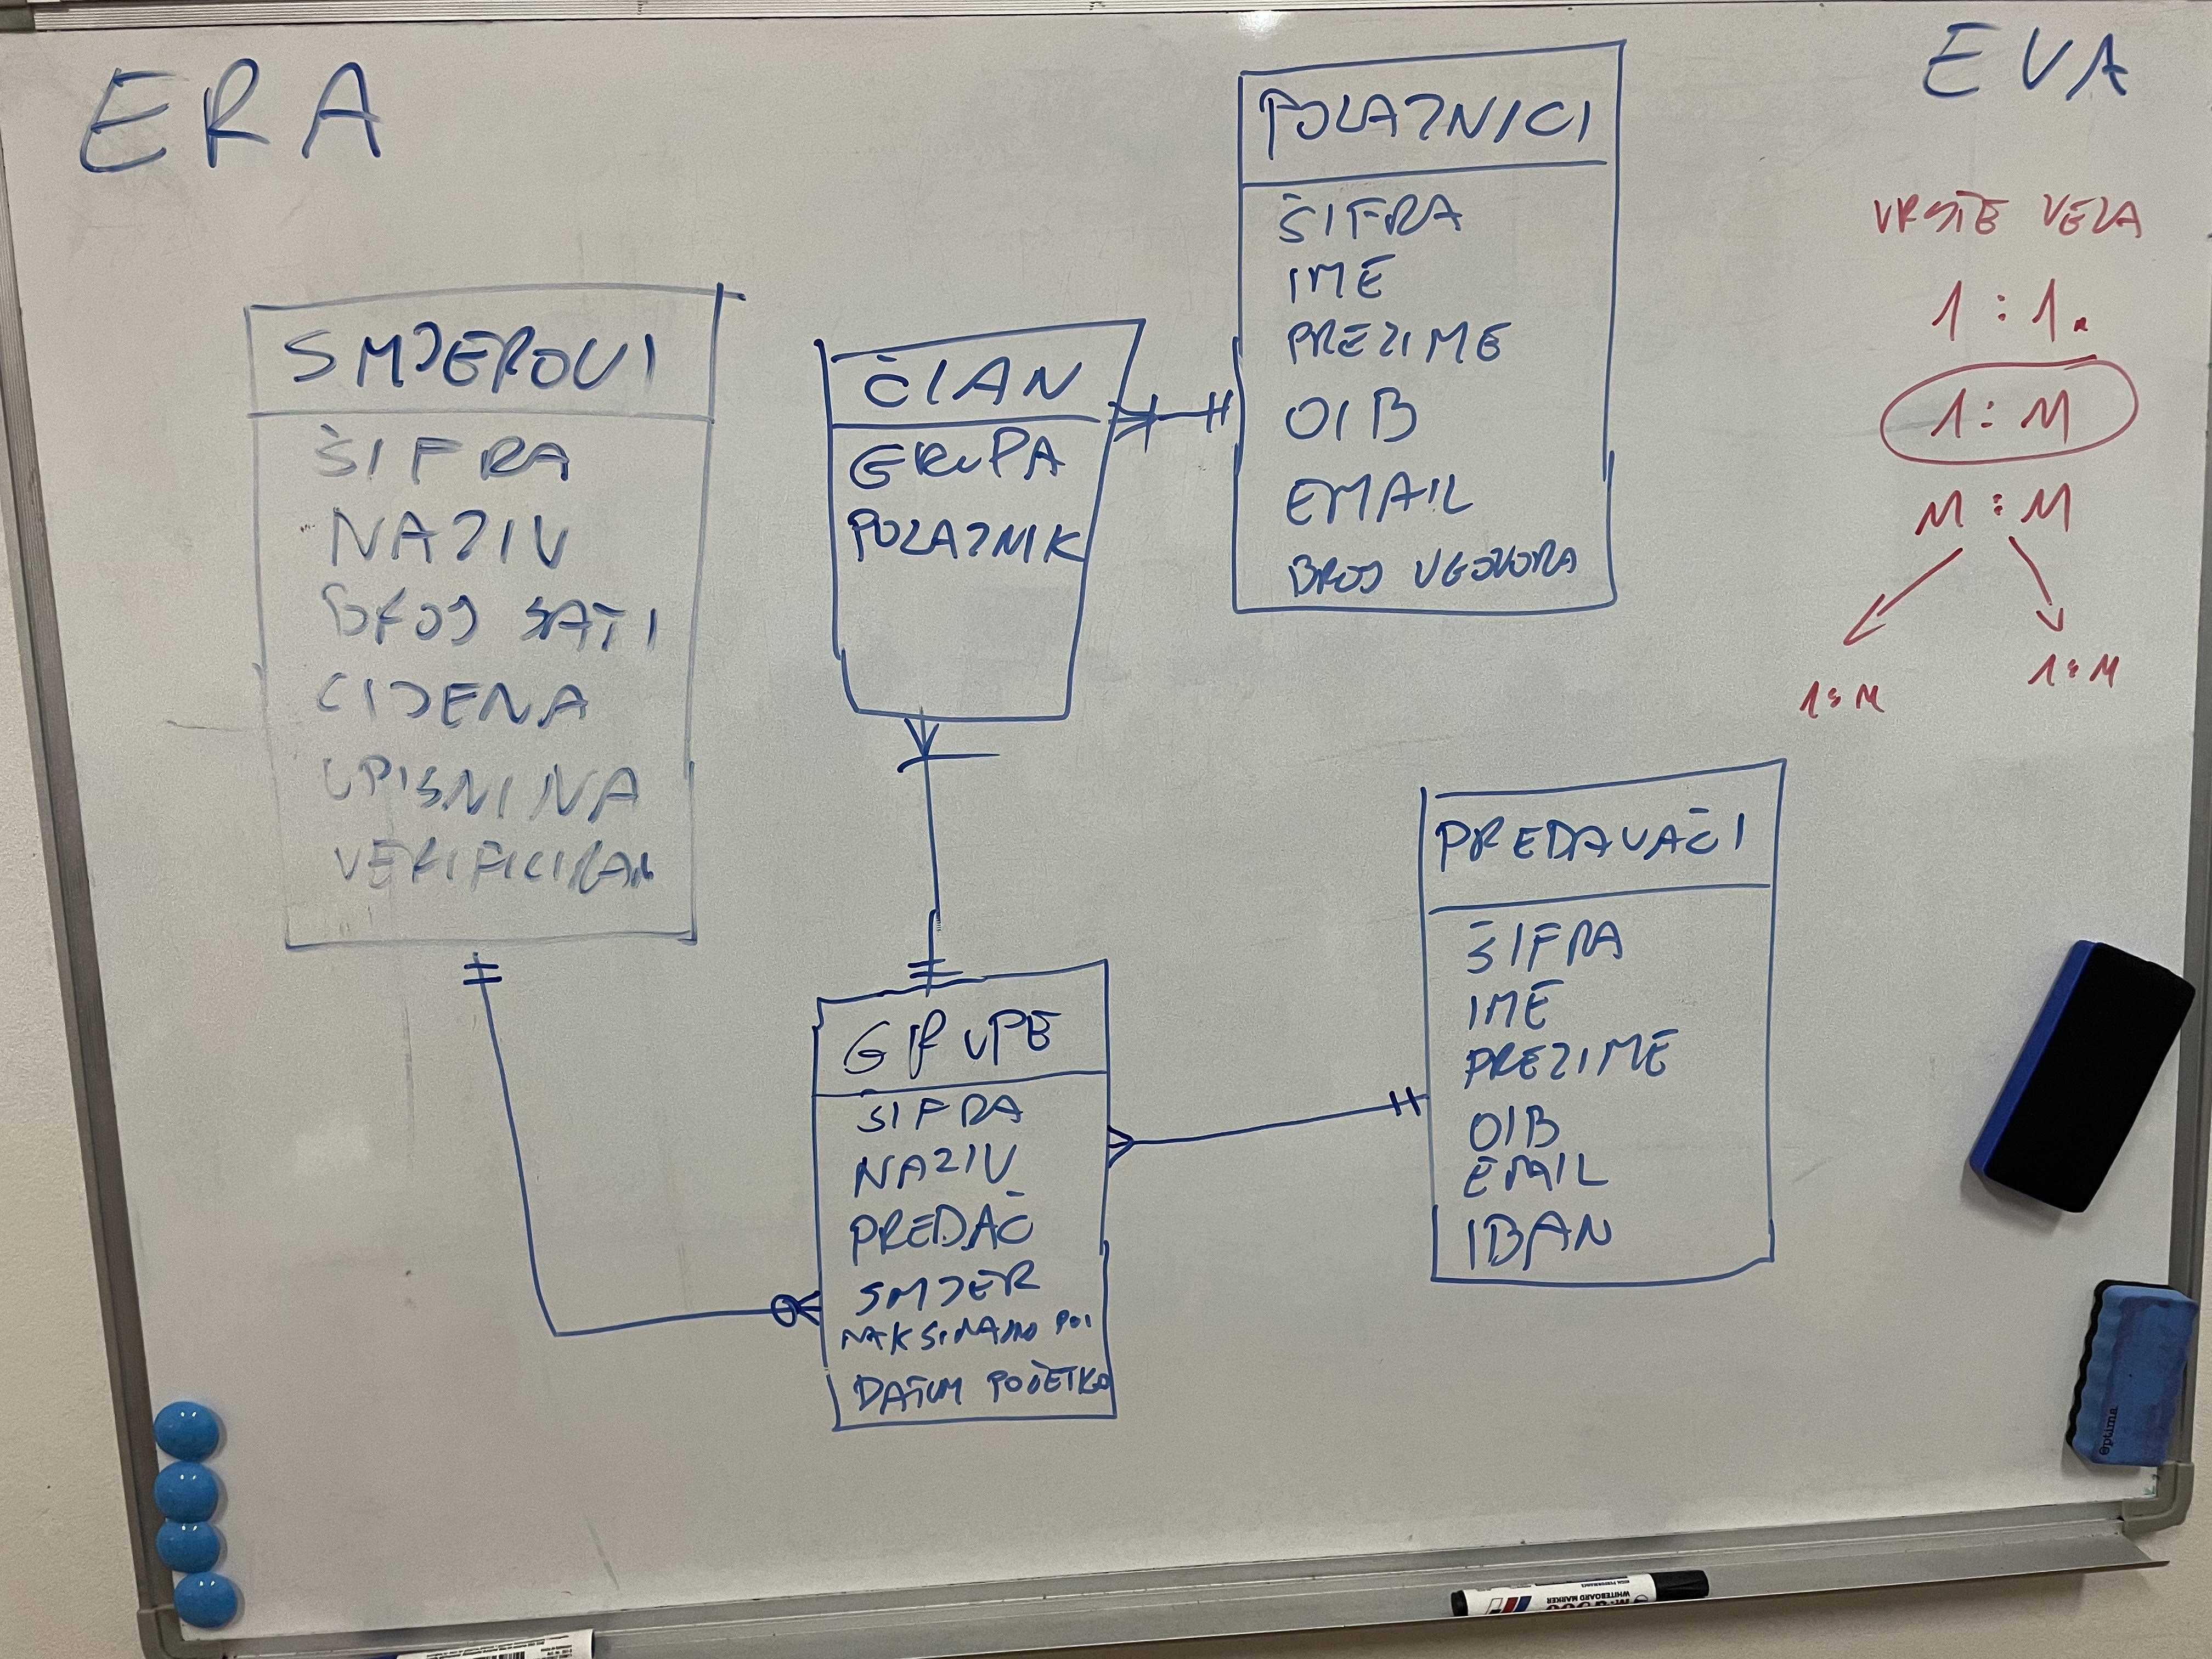 ERA
EVA
SMJEROVI
ŠIFRA
NAZIV
BROJ SATI
CIJENA
UPISNINA
VERIFICIRAN
ČLAN
GRUPA
POLAZNIK
POLAZNICI
ŠIFRA
IME
PREZIME
OIB
EMAIL
BROJ UGOVORA
VRSTE VEZA
1:1.
1:M
M:M
1:M
1:M
GRUPE
ŠIFRA
NAZIV
PREDAČ
SMJER
MAKSIMALNO POL
DATUM POČETKA
PREDAVAČI
ŠIFRA
IME
PREZIME
OIB
EMAIL
IBAN
Optima
WHITEBOARD MARKER